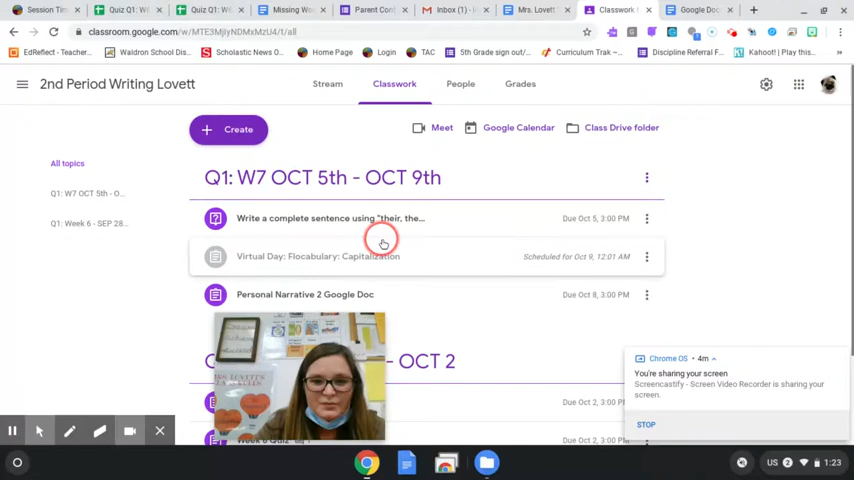 Session Tim
Quiz Q1: W
Quiz Q1: W
Missing Wo
Parent Con
Inbox (1) - 
Mrs. Lovett
Classwork f
Google Doc
classroom.google.com/w/MTE3MjIyNDMxMzU4/t/all
EdReflect - Teacher...
Waldron School Dis...
Scholastic News O...
Home Page
Login
TAC
5th Grade sign out/...
Curriculum Trak –...
Discipline Referral F...
Kahoot! | Play this...
2nd Period Writing Lovett
Stream
Classwork
People
Grades
Create
Meet
Google Calendar
Class Drive folder
All topics
Q1: W7 OCT 5th - O...
Q1: Week 6 - SEP 28...
Q1: W7 OCT 5th - OCT 9th
Write a complete sentence using "their, the...
Due Oct 5, 3:00 PM
Virtual Day: Flocabulary: Capitalization
Scheduled for Oct 9, 12:01 AM
Personal Narrative 2 Google Doc
Due Oct 8, 3:00 PM
- OCT 2
Due Oct 2, 3:00 PM
Week 6 Quiz
Chrome OS • 4m
You're sharing your screen
Screencastify - Screen Video Recorder is sharing your
screen.
STOP
US 2 1:23